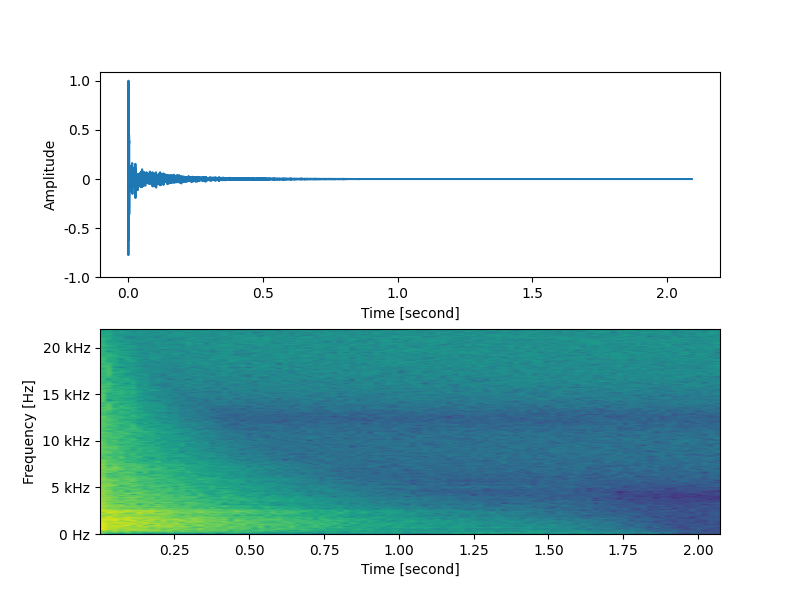 1.0
0.5
0
-0.5
-1.0
Amplitude
0.0 0.5 1.0 1.5 2.0
Time [second]
20 kHz
15 kHz
10 kHz
5 kHz
0 Hz
Frequency [Hz]
0.25 0.50 0.75 1.00 1.25 1.50 1.75 2.00
Time [second]